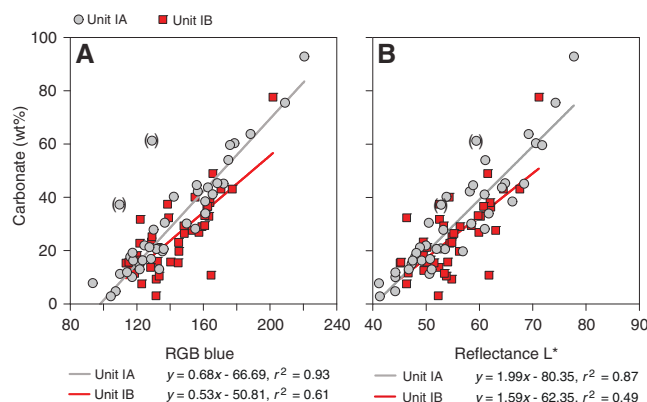 Unit IA Unit IB
A B
100
80
60
40
20
0
Carbonate (wt%)
80 120 160 200 240
40 50 60 70 80 90
RGB blue Reflectance L*
Unit IA y = 0.68x - 66.69, r² = 0.93
Unit IB y = 0.53x - 50.81, r² = 0.61
Unit IA y = 1.99x - 80.35, r² = 0.87
Unit IB y = 1.59x - 62.35, r² = 0.49